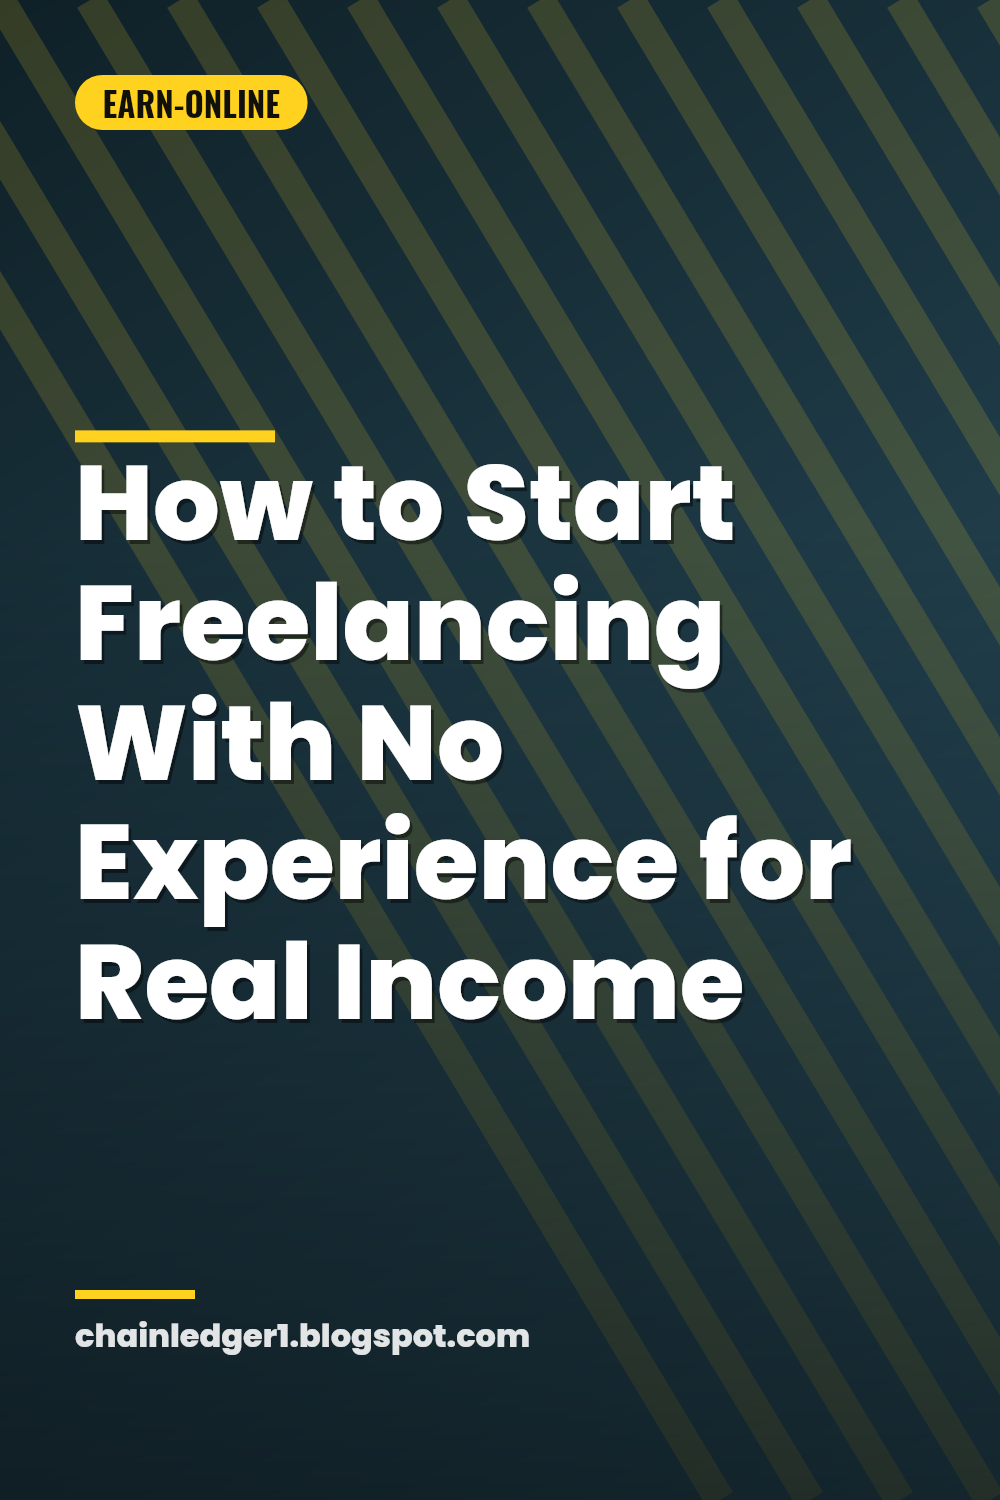 EARN-ONLINE
How to Start
Freelancing
With No
Experience for
Real Income
chainledger1.blogspot.com